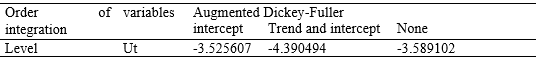 Order of variables Augmented Dickey-Fuller
integration intercept Trend and intercept None
Level Ut -3.525607 -4.390494 -3.589102